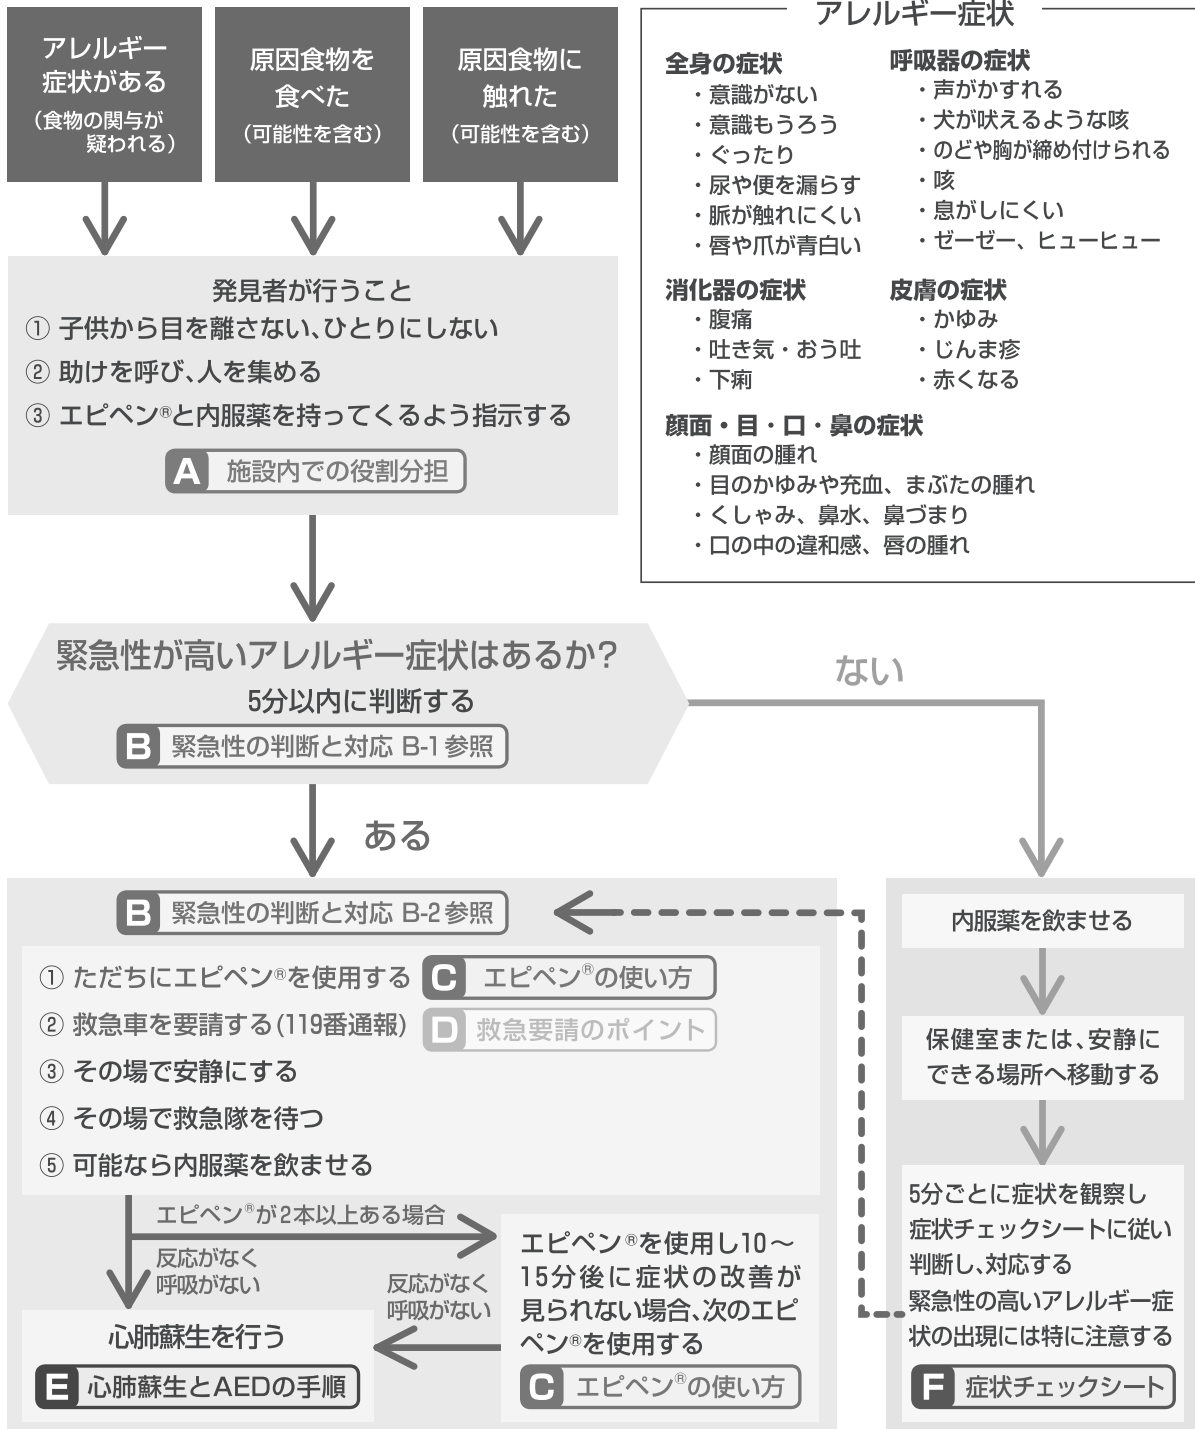 アレルギー
症状がある
（食物の関与が
疑われる）
原因食物を
食べた
（可能性を含む）
原因食物に
触れた
（可能性を含む）
発見者が行うこと
① 子供から目を離さない、ひとりにしない
② 助けを呼び、人を集める
③ エピペン®と内服薬を持ってくるよう指示する
A 施設内での役割分担
アレルギー症状
全身の症状
・意識がない
・意識もうろう
・ぐったり
・尿や便を漏らす
・脈が触れにくい
・唇や爪が青白い
呼吸器の症状
・声がかすれる
・犬が吠えるような咳
・のどや胸が締め付けられる
・咳
・息がしにくい
・ゼーゼー、ヒューヒュー
消化器の症状
・腹痛
・吐き気・おう吐
・下痢
皮膚の症状
・かゆみ
・じんま疹
・赤くなる
顔面・目・口・鼻の症状
・顔面の腫れ
・目のかゆみや充血、まぶたの腫れ
・くしゃみ、鼻水、鼻づまり
・口の中の違和感、唇の腫れ
緊急性が高いアレルギー症状はあるか？
5分以内に判断する
B 緊急性の判断と対応 B-1参照
ない
ある
B 緊急性の判断と対応 B-2参照
① ただちにエピペン®を使用する
C エピペン®の使い方
② 救急車を要請する（119番通報）
D 救急要請のポイント
③ その場で安静にする
④ その場で救急隊を待つ
⑤ 可能なら内服薬を飲ませる
エピペン®が2本以上ある場合
反応がなく
呼吸がない
エピペン®を使用し10～
15分後に症状の改善が
見られない場合、次のエピ
ペン®を使用する
C エピペン®の使い方
反応がなく
呼吸がない
心肺蘇生を行う
E 心肺蘇生とAEDの手順
内服薬を飲ませる
保健室または、安静に
できる場所へ移動する
5分ごとに症状を観察し
症状チェックシートに従い
判断し、対応する
緊急性の高いアレルギー症
状の出現には特に注意する
F 症状チェックシート